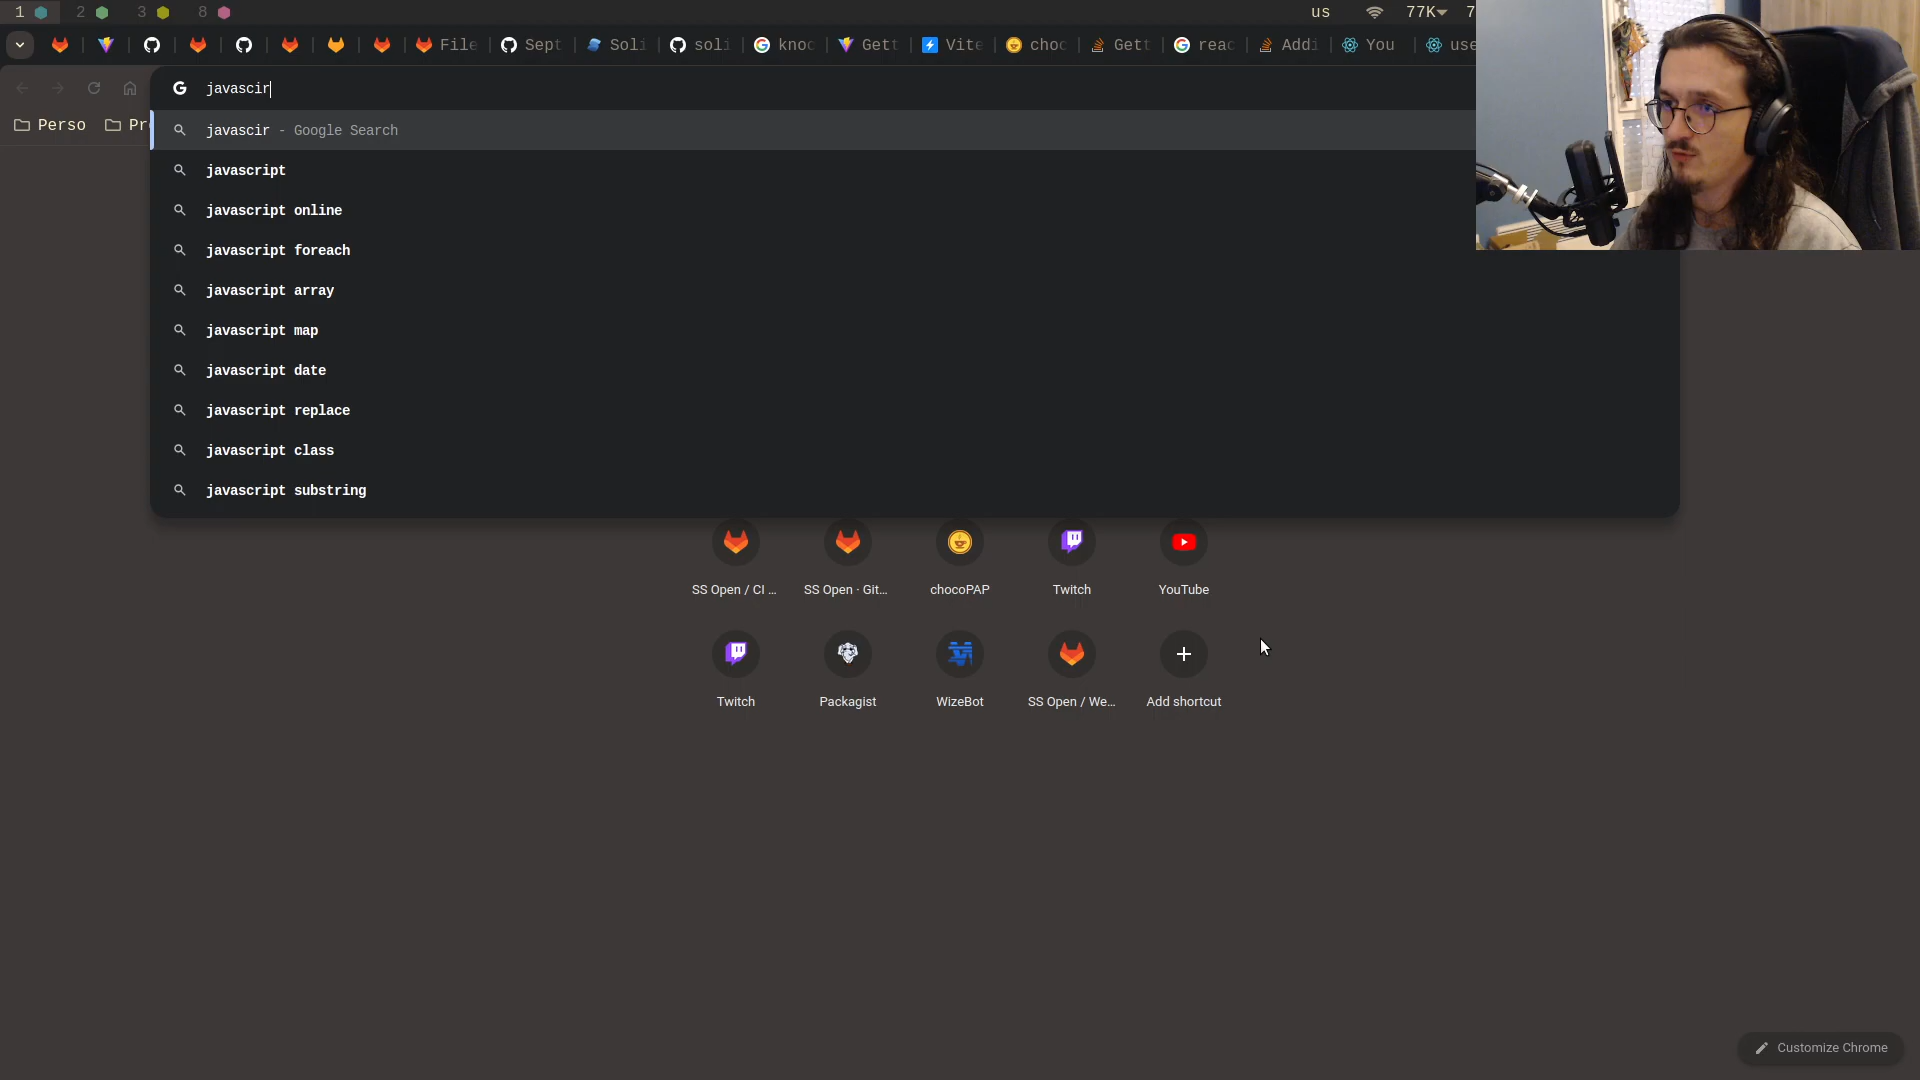 1 2 3 8 us 77K 7
File Sept Soli soli knoc Gett Vite choc Gett reac Addi You use
javascir
Perso Pr
javascir - Google Search
javascript
javascript online
javascript foreach
javascript array
javascript map
javascript date
javascript replace
javascript class
javascript substring
SS Open / CI ... SS Open · Git... chocoPAP Twitch YouTube
Twitch Packagist WizeBot SS Open / We... Add shortcut
Customize Chrome